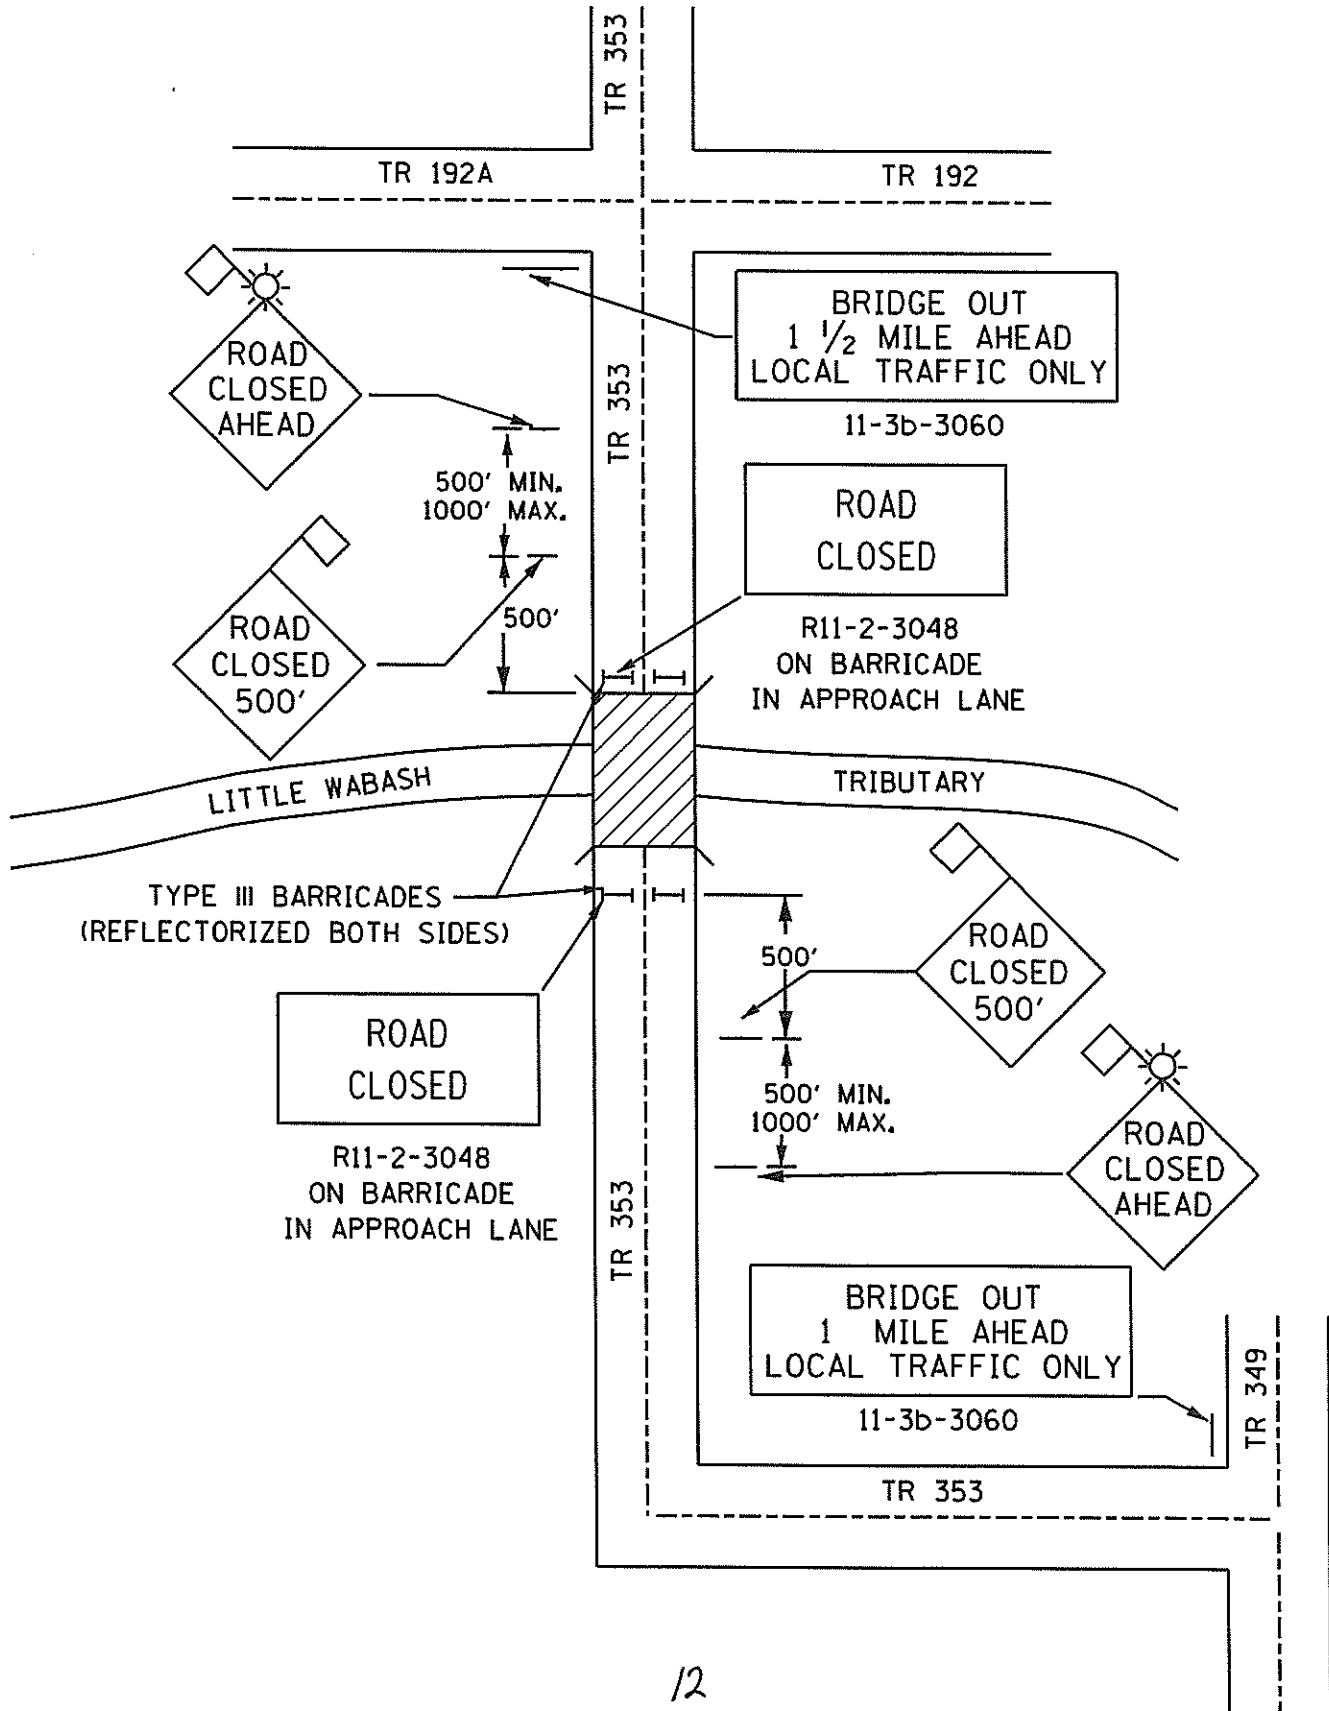 TR 353
TR 192A
TR 192
BRIDGE OUT
1 1/2 MILE AHEAD
LOCAL TRAFFIC ONLY
11-3b-3060
ROAD
CLOSED
AHEAD
TR 353
500' MIN.
1000' MAX.
ROAD
CLOSED
R11-2-3048
ON BARRICADE
IN APPROACH LANE
ROAD
CLOSED
500'
500'
LITTLE WABASH
TRIBUTARY
TYPE III BARRICADES
(REFLECTORIZED BOTH SIDES)
500'
ROAD
CLOSED
500'
ROAD
CLOSED
R11-2-3048
ON BARRICADE
IN APPROACH LANE
500' MIN.
1000' MAX.
ROAD
CLOSED
AHEAD
TR 353
BRIDGE OUT
1 MILE AHEAD
LOCAL TRAFFIC ONLY
11-3b-3060
TR 349
TR 353
12